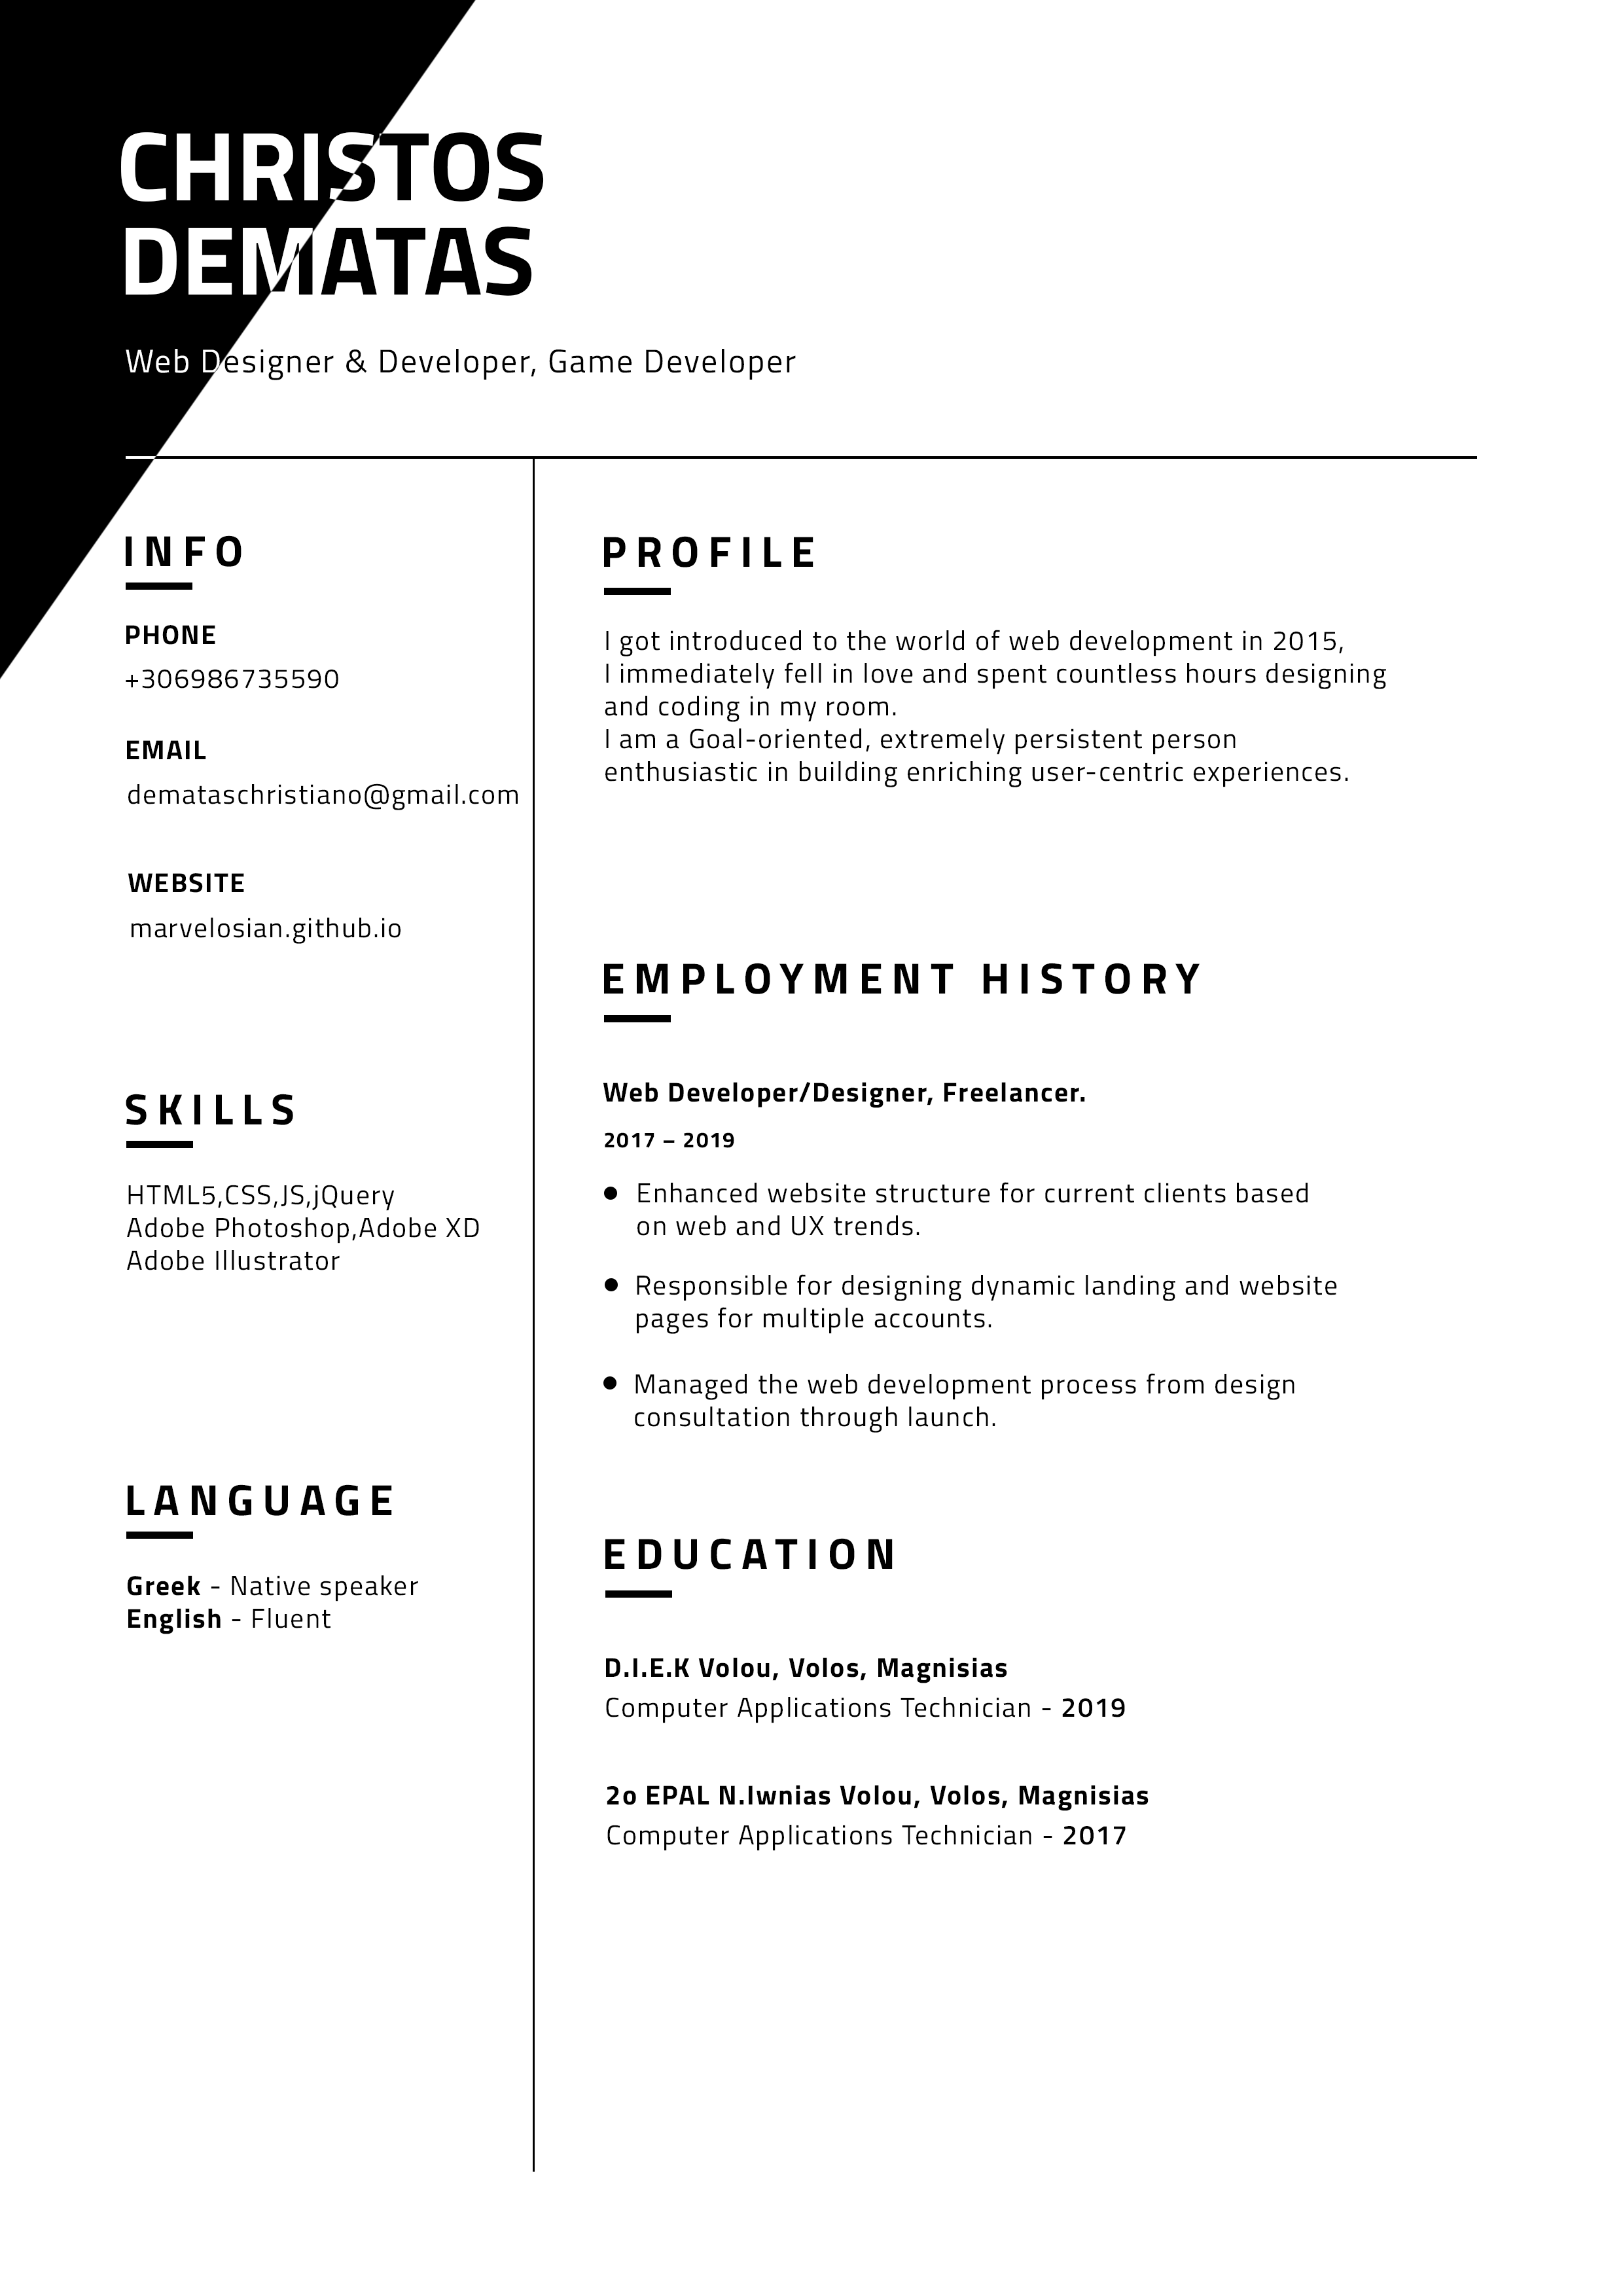 CHRISTOS
DEMATAS
Web Designer & Developer, Game Developer
INFO
PHONE
+306986735590
EMAIL
demataschristiano@gmail.com
WEBSITE
marvelosian.github.io
SKILLS
HTML5,CSS,JS,jQuery
Adobe Photoshop,Adobe XD
Adobe Illustrator
LANGUAGE
Greek - Native speaker
English - Fluent
PROFILE
I got introduced to the world of web development in 2015,
I immediately fell in love and spent countless hours designing
and coding in my room.
I am a Goal-oriented, extremely persistent person
enthusiastic in building enriching user-centric experiences.
EMPLOYMENT HISTORY
Web Developer/Designer, Freelancer.
2017 – 2019
● Enhanced website structure for current clients based
on web and UX trends.
● Responsible for designing dynamic landing and website
pages for multiple accounts.
● Managed the web development process from design
consultation through launch.
EDUCATION
D.I.E.K Volou, Volos, Magnisias
Computer Applications Technician - 2019
2o EPAL N.Iwnias Volou, Volos, Magnisias
Computer Applications Technician - 2017